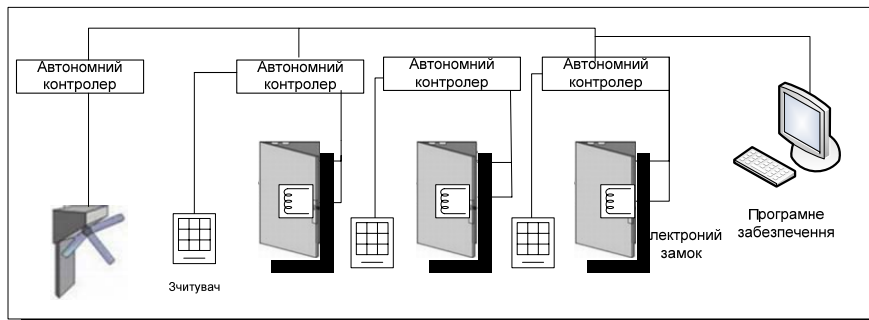 Автономний
контролер
Автономний
контролер
Автономний
контролер
Автономний
контролер
Зчитувач
лектроний
замок
Програмне
забезпечення